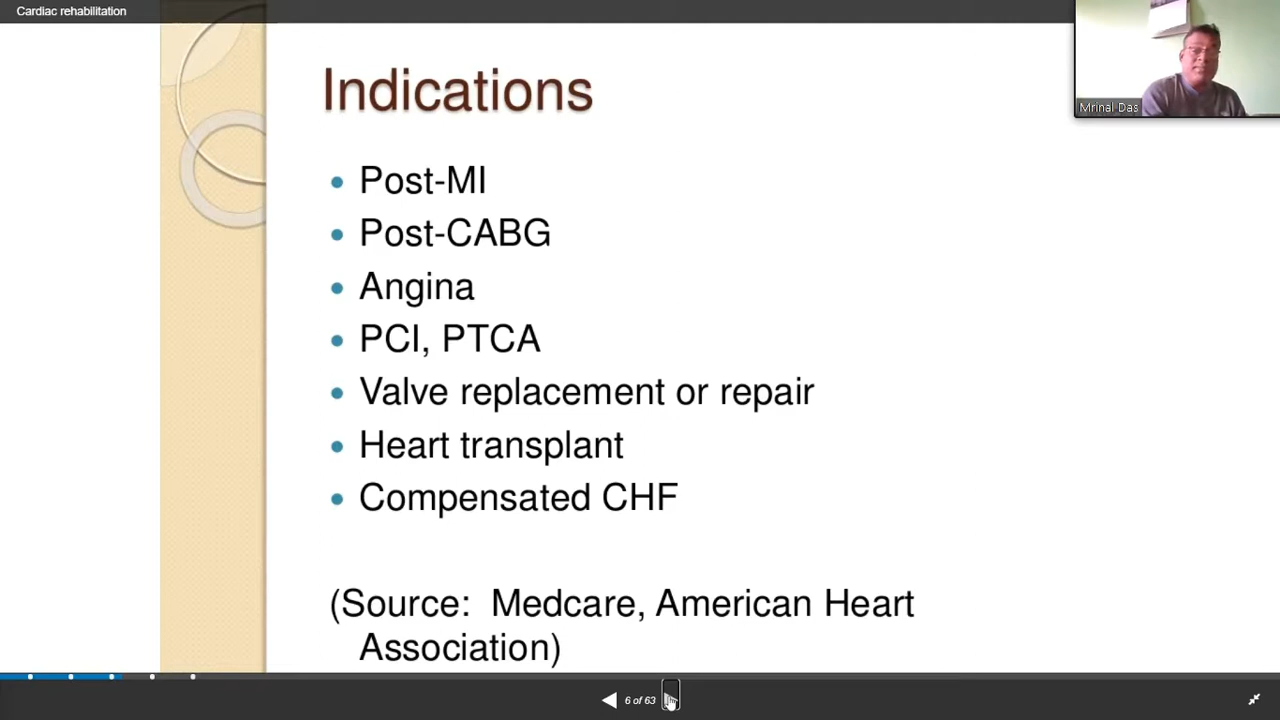 Cardiac rehabilitation
Mrinal Das
Indications
Post-MI
Post-CABG
Angina
PCI, PTCA
Valve replacement or repair
Heart transplant
Compensated CHF
(Source: Medcare, American Heart
Association)
6 of 63